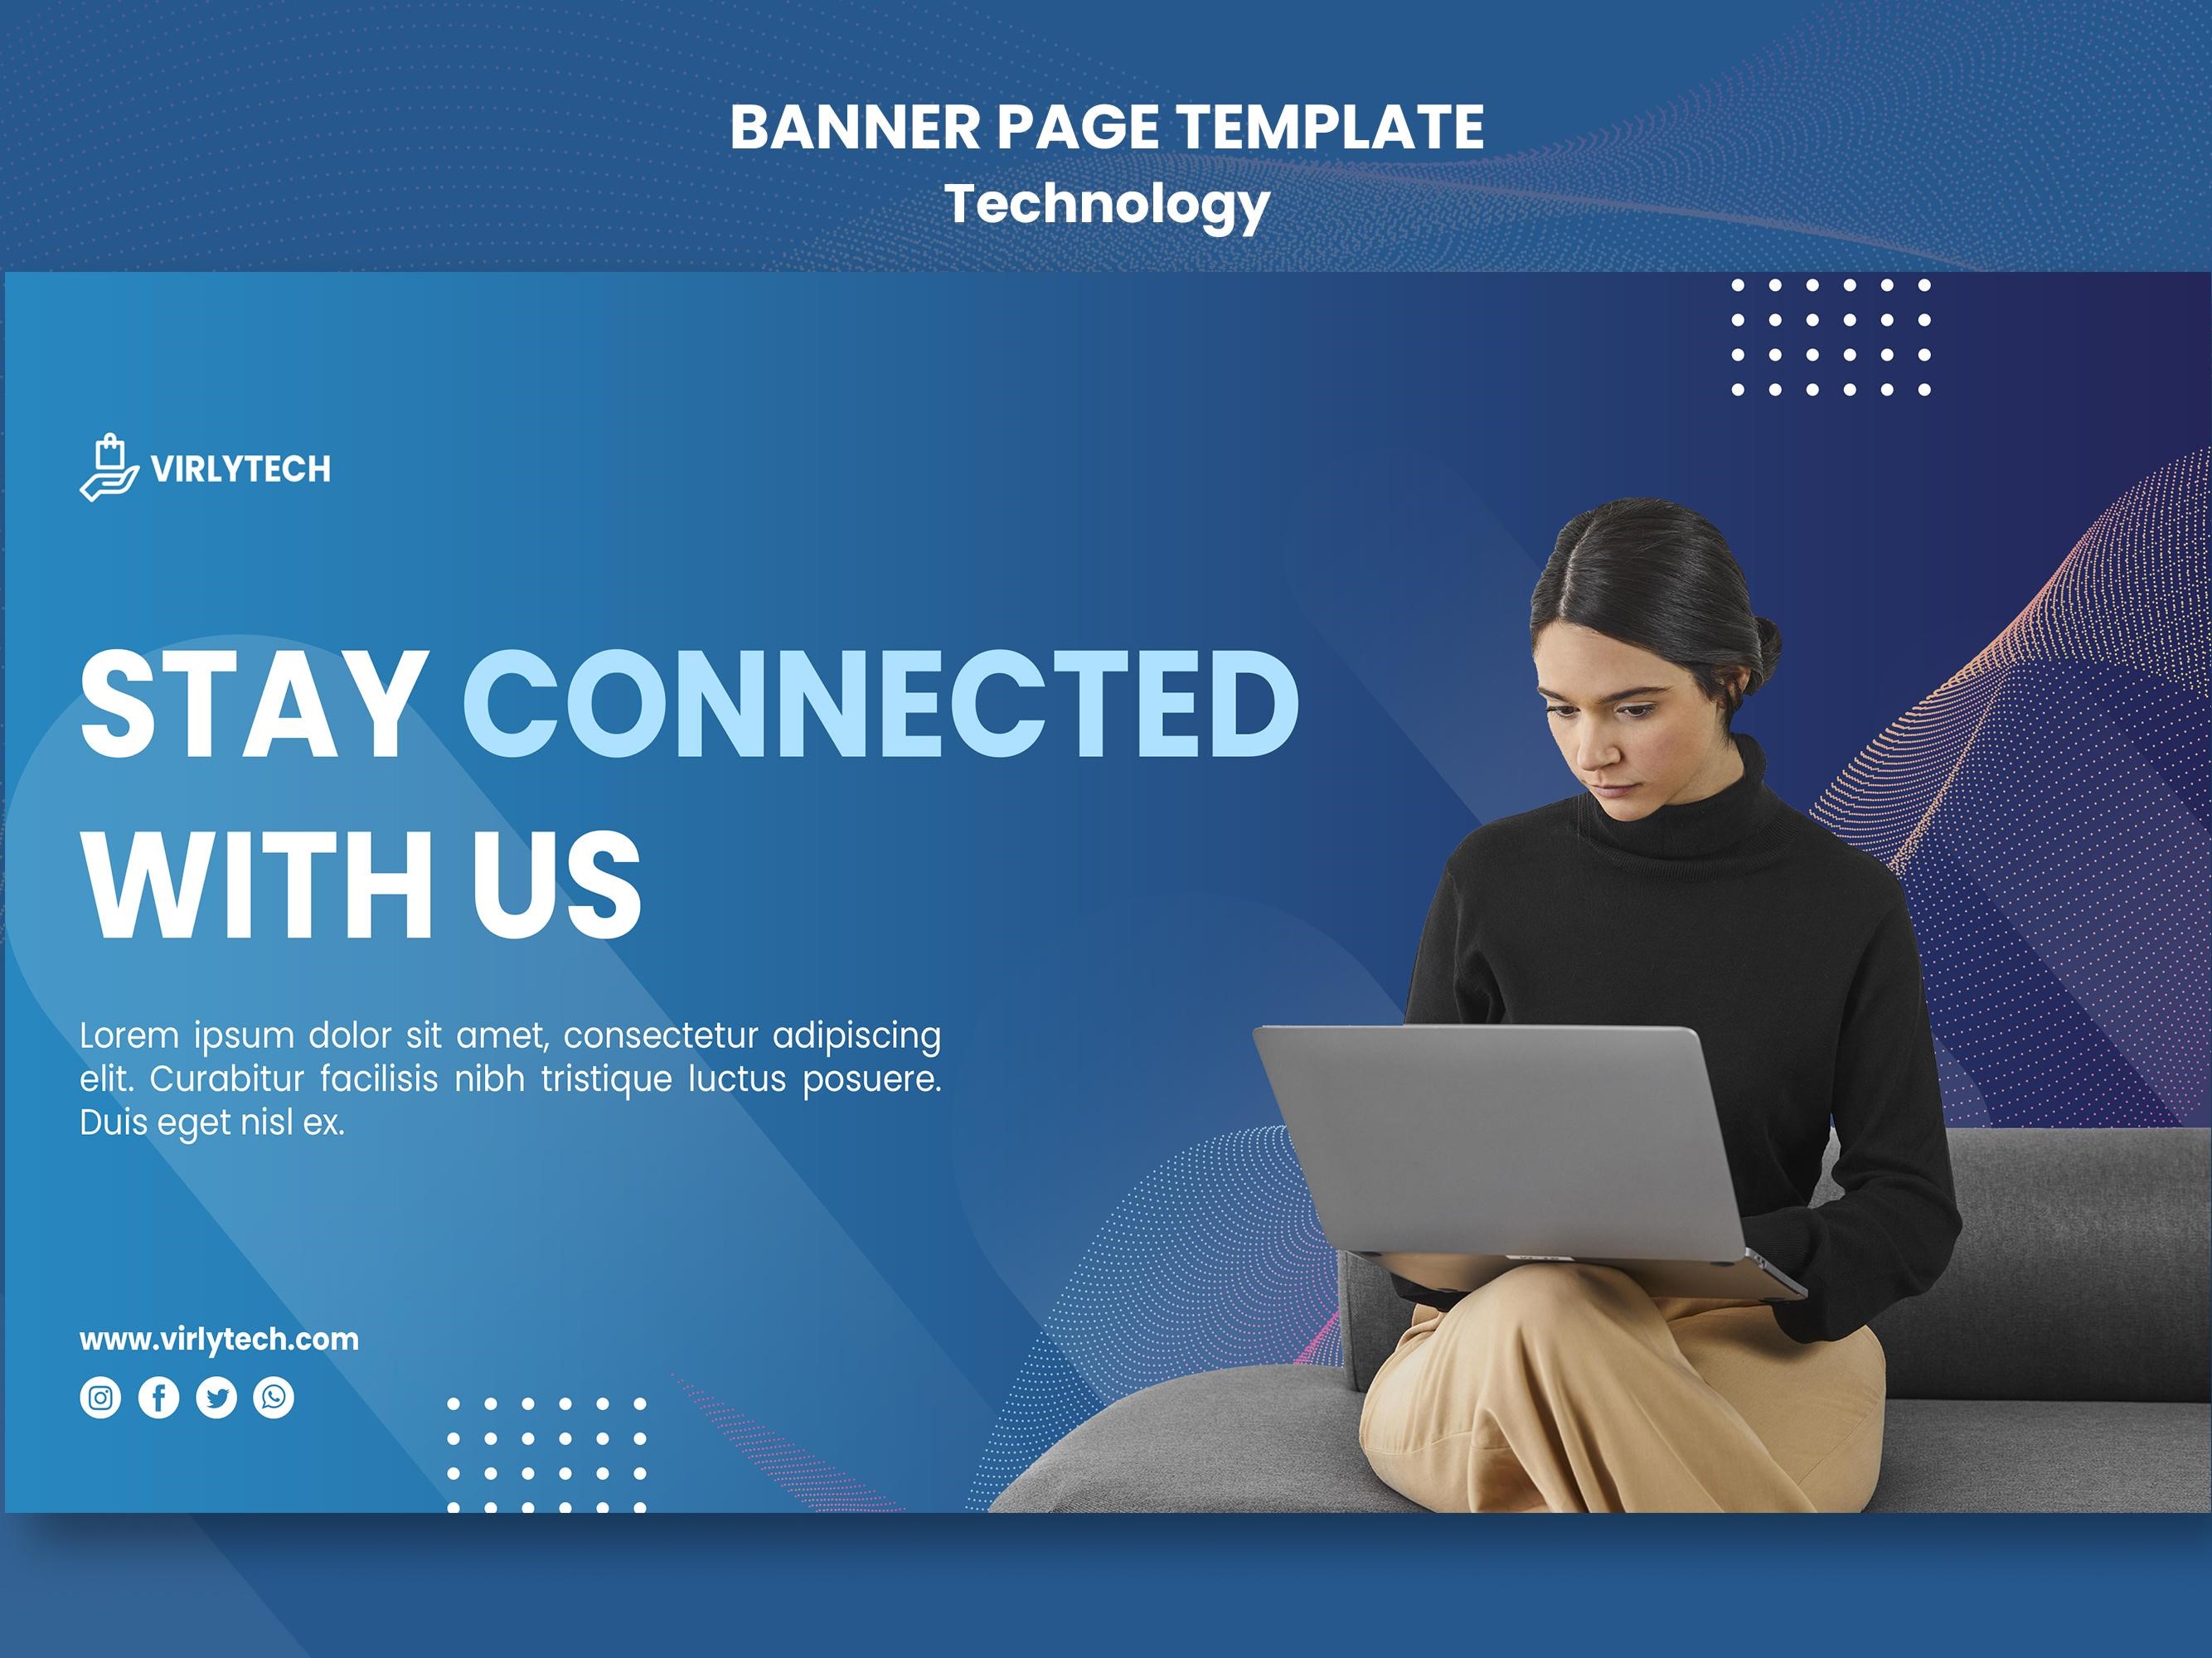 BANNER PAGE TEMPLATE
Technology
VIRLYTECH
STAY CONNECTED
WITH US
Lorem ipsum dolor sit amet, consectetur adipiscing
elit. Curabitur facilisis nibh tristique luctus posuere.
Duis eget nisl ex.
www.virlytech.com